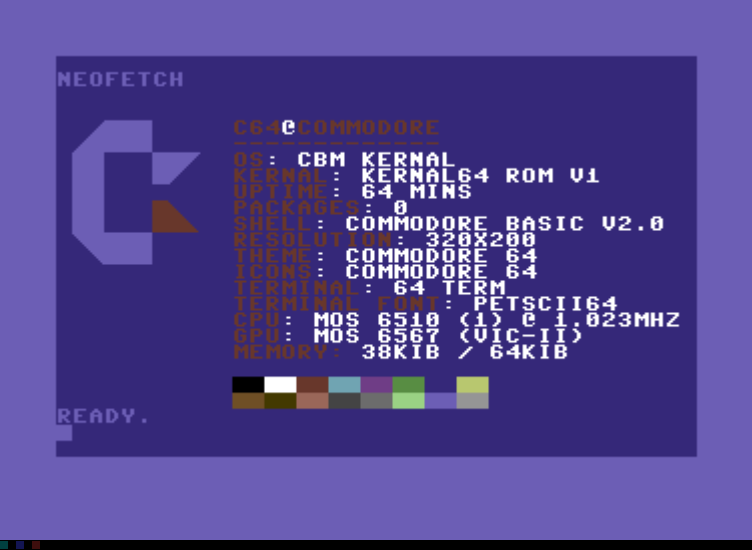 NEOFETCH
C64@COMMODORE
-------------
OS: CBM KERNAL
KERNAL: KERNAL64 ROM V1
UPTIME: 64 MINS
PACKAGES: 0
SHELL: COMMODORE BASIC V2.0
RESOLUTION: 320X200
THEME: COMMODORE 64
ICONS: COMMODORE 64
TERMINAL: 64 TERM
TERMINAL FONT: PETSCII64
CPU: MOS 6510 (1) @ 1,023MHZ
GPU: MOS 6567 (VIC-II)
MEMORY: 38KIB / 64KIB
READY.